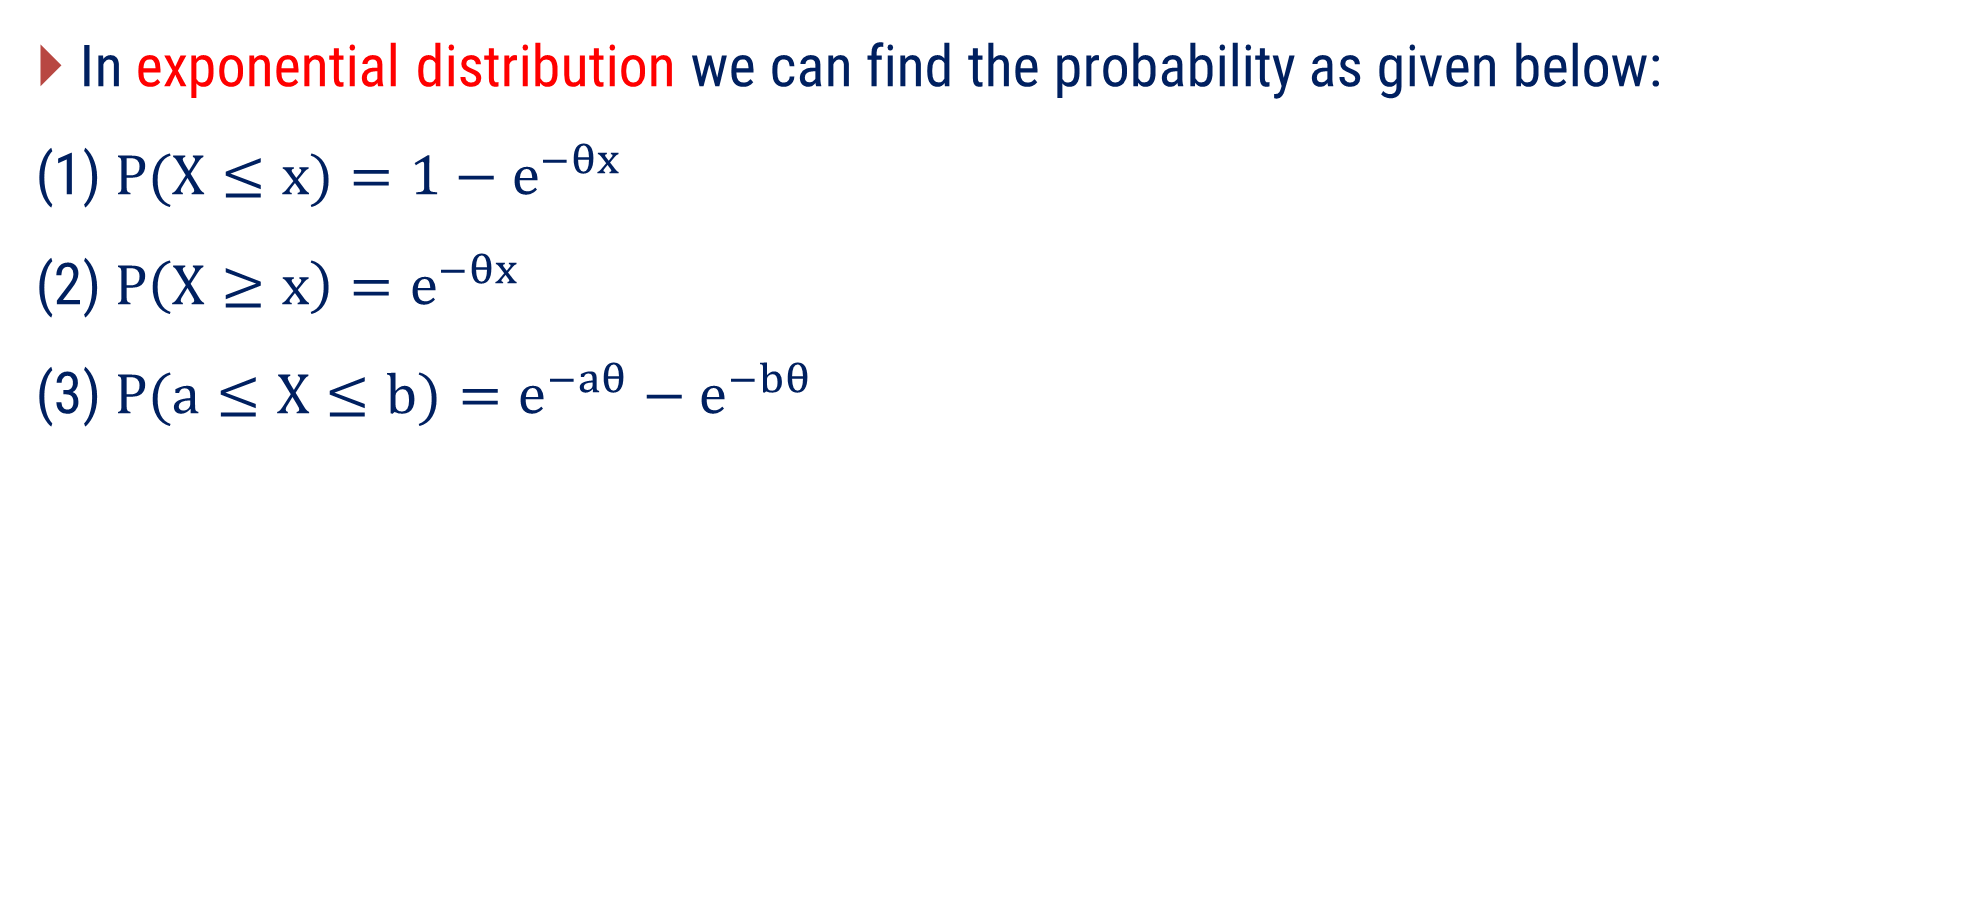 In exponential distribution we can find the probability as given below:
(1) P(X ≤ x) = 1 − e^{−θx}
(2) P(X ≥ x) = e^{−θx}
(3) P(a ≤ X ≤ b) = e^{−aθ} − e^{−bθ}